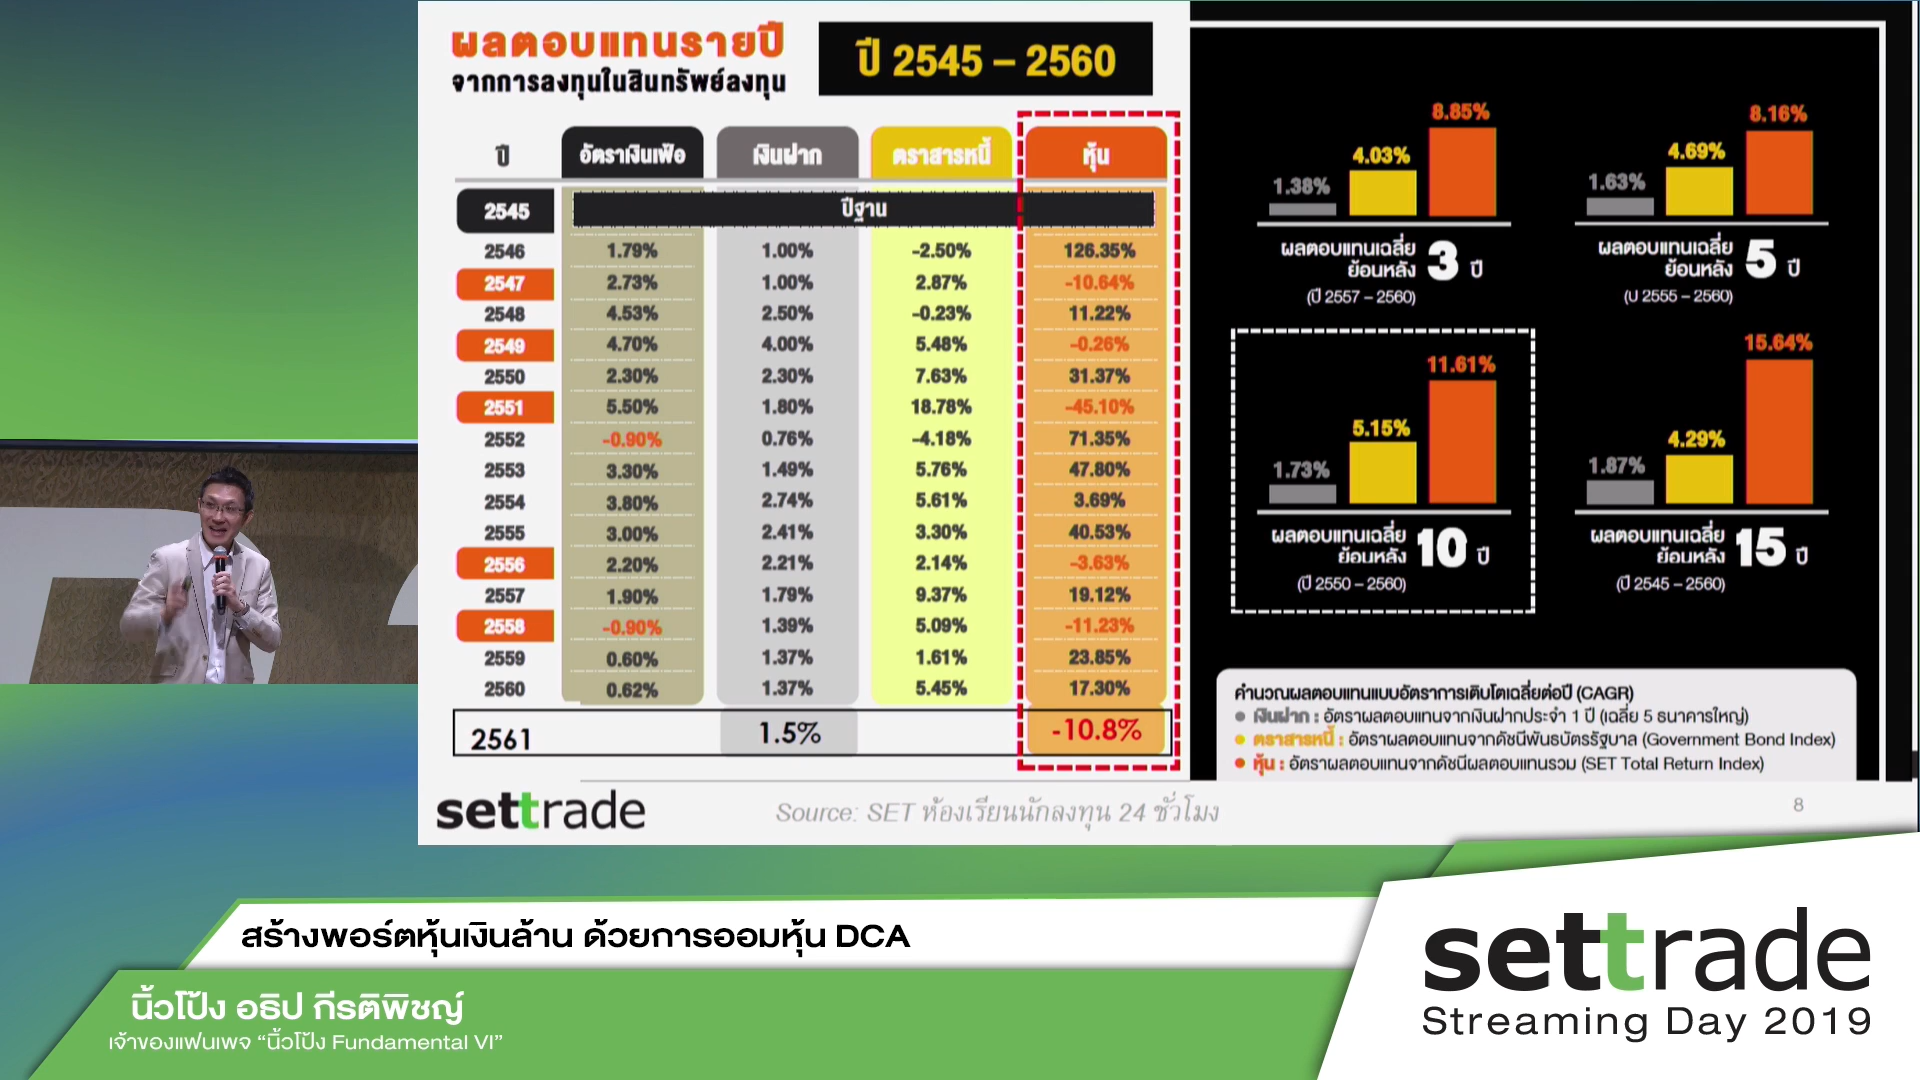 ผลตอบแทนรายปี
จากการลงทุนในสินทรัพย์ลงทุน
ปี 2545 – 2560
ปี อัตราเงินเฟ้อ เงินฝาก ตราสารหนี้ หุ้น
2545 ปีฐาน
2546 1.79% 1.00% -2.50% 126.35%
2547 2.73% 1.00% 2.87% -10.64%
2548 4.53% 2.50% -0.23% 11.22%
2549 4.70% 4.00% 5.48% -0.26%
2550 2.30% 2.30% 7.63% 31.37%
2551 5.50% 1.80% 18.78% -45.10%
2552 -0.90% 0.76% -4.18% 71.35%
2553 3.30% 1.49% 5.76% 47.80%
2554 3.80% 2.74% 5.61% 3.69%
2555 3.00% 2.41% 3.30% 40.53%
2556 2.20% 2.21% 2.14% -3.63%
2557 1.90% 1.79% 9.37% 19.12%
2558 -0.90% 1.39% 5.09% -11.23%
2559 0.60% 1.37% 1.61% 23.85%
2560 0.62% 1.37% 5.45% 17.30%
2561 1.5% -10.8%
1.38% 4.03% 8.85%
ผลตอบแทนเฉลี่ย
ย้อนหลัง 3 ปี
(ปี 2557 – 2560)
1.63% 4.69% 8.16%
ผลตอบแทนเฉลี่ย
ย้อนหลัง 5 ปี
(ป 2555 – 2560)
1.73% 5.15% 11.61%
ผลตอบแทนเฉลี่ย
ย้อนหลัง 10 ปี
(ปี 2550 – 2560)
1.87% 4.29% 15.64%
ผลตอบแทนเฉลี่ย
ย้อนหลัง 15 ปี
(ปี 2545 – 2560)
คำนวณผลตอบแทนแบบอัตราการเติบโตเฉลี่ยต่อปี (CAGR)
เงินฝาก : อัตราผลตอบแทนจากเงินฝากประจำ 1 ปี (เฉลี่ย 5 ธนาคารใหญ่)
ตราสารหนี้ : อัตราผลตอบแทนจากดัชนีพันธบัตรรัฐบาล (Government Bond Index)
หุ้น : อัตราผลตอบแทนจากดัชนีผลตอบแทนรวม (SET Total Return Index)
settrade
Source: SET ห้องเรียนนักลงทุน 24 ชั่วโมง
8
สร้างพอร์ตหุ้นเงินล้าน ด้วยการออมหุ้น DCA
นิ้วโป้ง อธิป กีรติพิชญ์
เจ้าของแฟนเพจ “นิ้วโป้ง Fundamental VI”
settrade
Streaming Day 2019